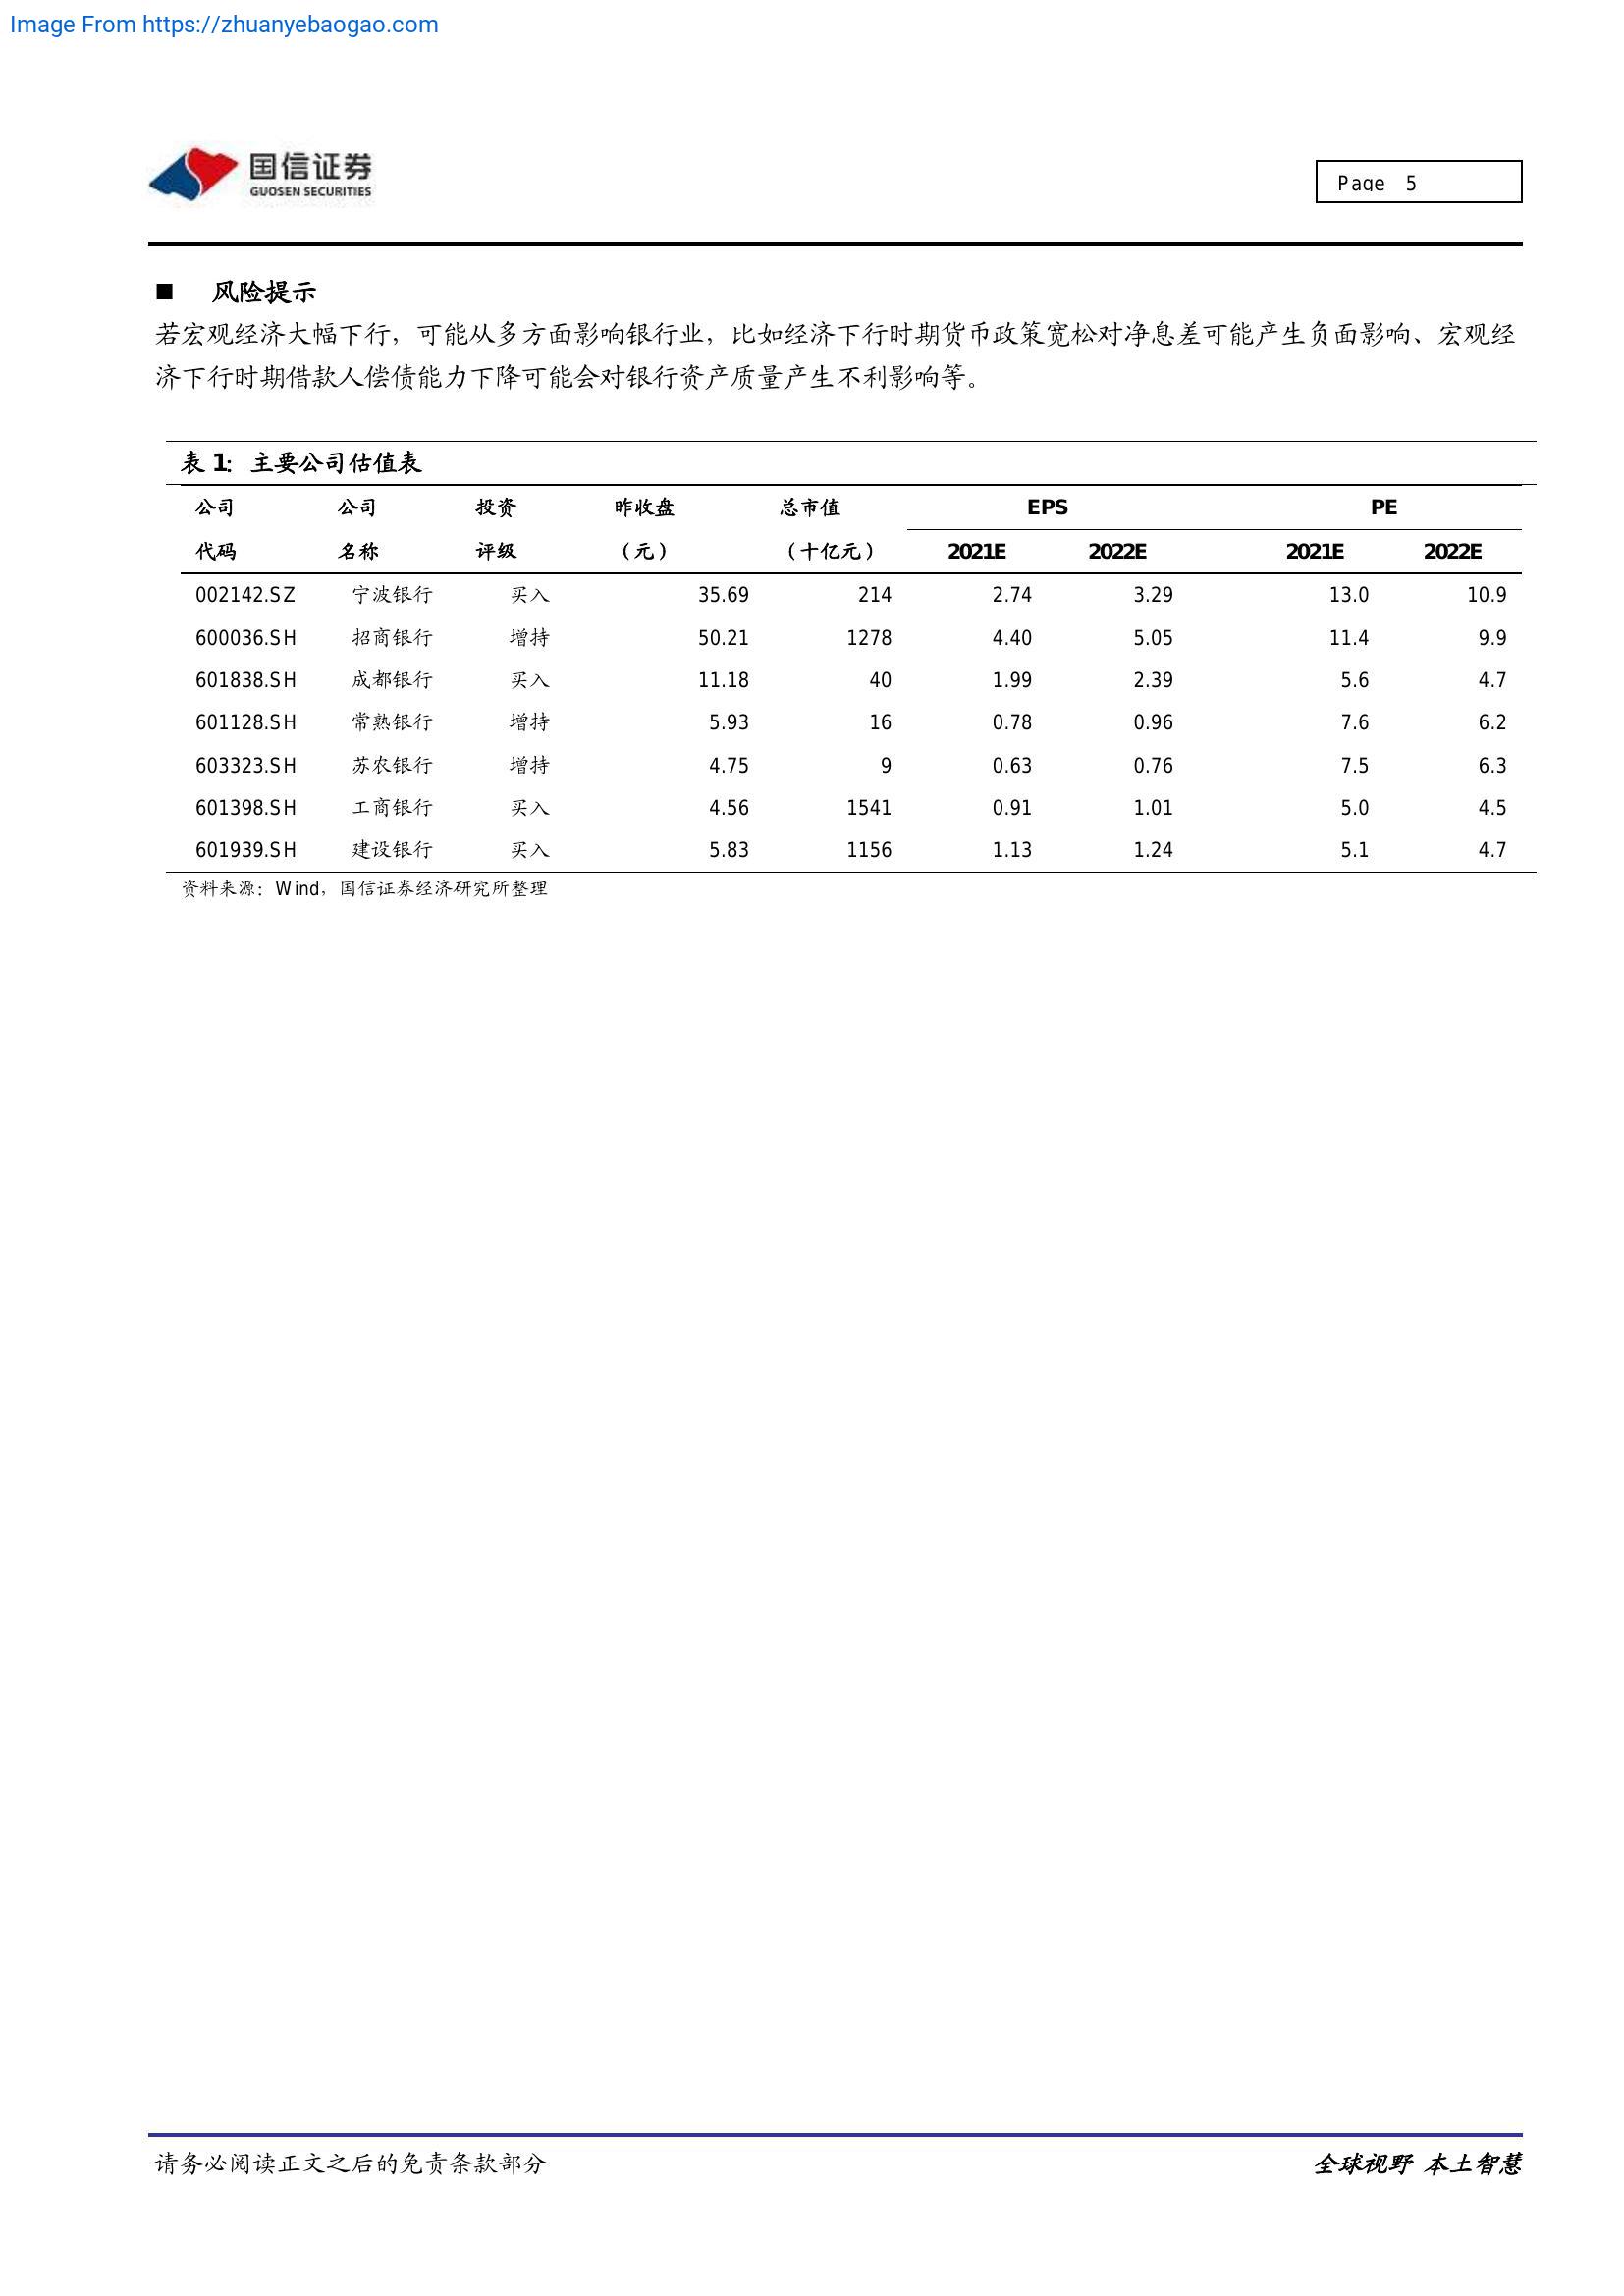 Image From https://zhuanyebaogao.com
国信证券
GUOSEN SECURITIES
Page 5
■ 风险提示
若宏观经济大幅下行，可能从多方面影响银行业，比如经济下行时期货币政策宽松对净息差可能产生负面影响、宏观经
济下行时期借款人偿债能力下降可能会对银行资产质量产生不利影响等。
表 1：主要公司估值表
公司 公司 投资 昨收盘 总市值 EPS PE
代码 名称 评级 （元） （十亿元） 2021E 2022E 2021E 2022E
002142.SZ 宁波银行 买入 35.69 214 2.74 3.29 13.0 10.9
600036.SH 招商银行 增持 50.21 1278 4.40 5.05 11.4 9.9
601838.SH 成都银行 买入 11.18 40 1.99 2.39 5.6 4.7
601128.SH 常熟银行 增持 5.93 16 0.78 0.96 7.6 6.2
603323.SH 苏农银行 增持 4.75 9 0.63 0.76 7.5 6.3
601398.SH 工商银行 买入 4.56 1541 0.91 1.01 5.0 4.5
601939.SH 建设银行 买入 5.83 1156 1.13 1.24 5.1 4.7
资料来源：Wind，国信证券经济研究所整理
请务必阅读正文之后的免责条款部分 全球视野 本土智慧